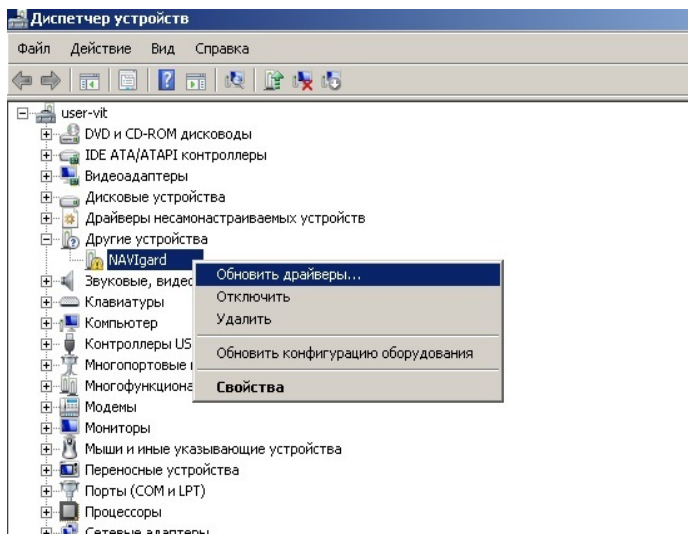 Диспетчер устройств
Файл Действие Вид Справка
user-vit
DVD и CD-ROM дисководы
IDE ATA/ATAPI контроллеры
Видеоадаптеры
Дисковые устройства
Драйверы несамонастраиваемых устройств
Другие устройства
NAVIgard
Обновить драйверы...
Отключить
Удалить
Обновить конфигурацию оборудования
Свойства
Звуковые, видео
Клавиатуры
Компьютер
Контроллеры US
Многопортовые
Многофункциона
Модемы
Мониторы
Мыши и иные указывающие устройства
Переносные устройства
Порты (COM и LPT)
Процессоры
Сетевые адаптеры